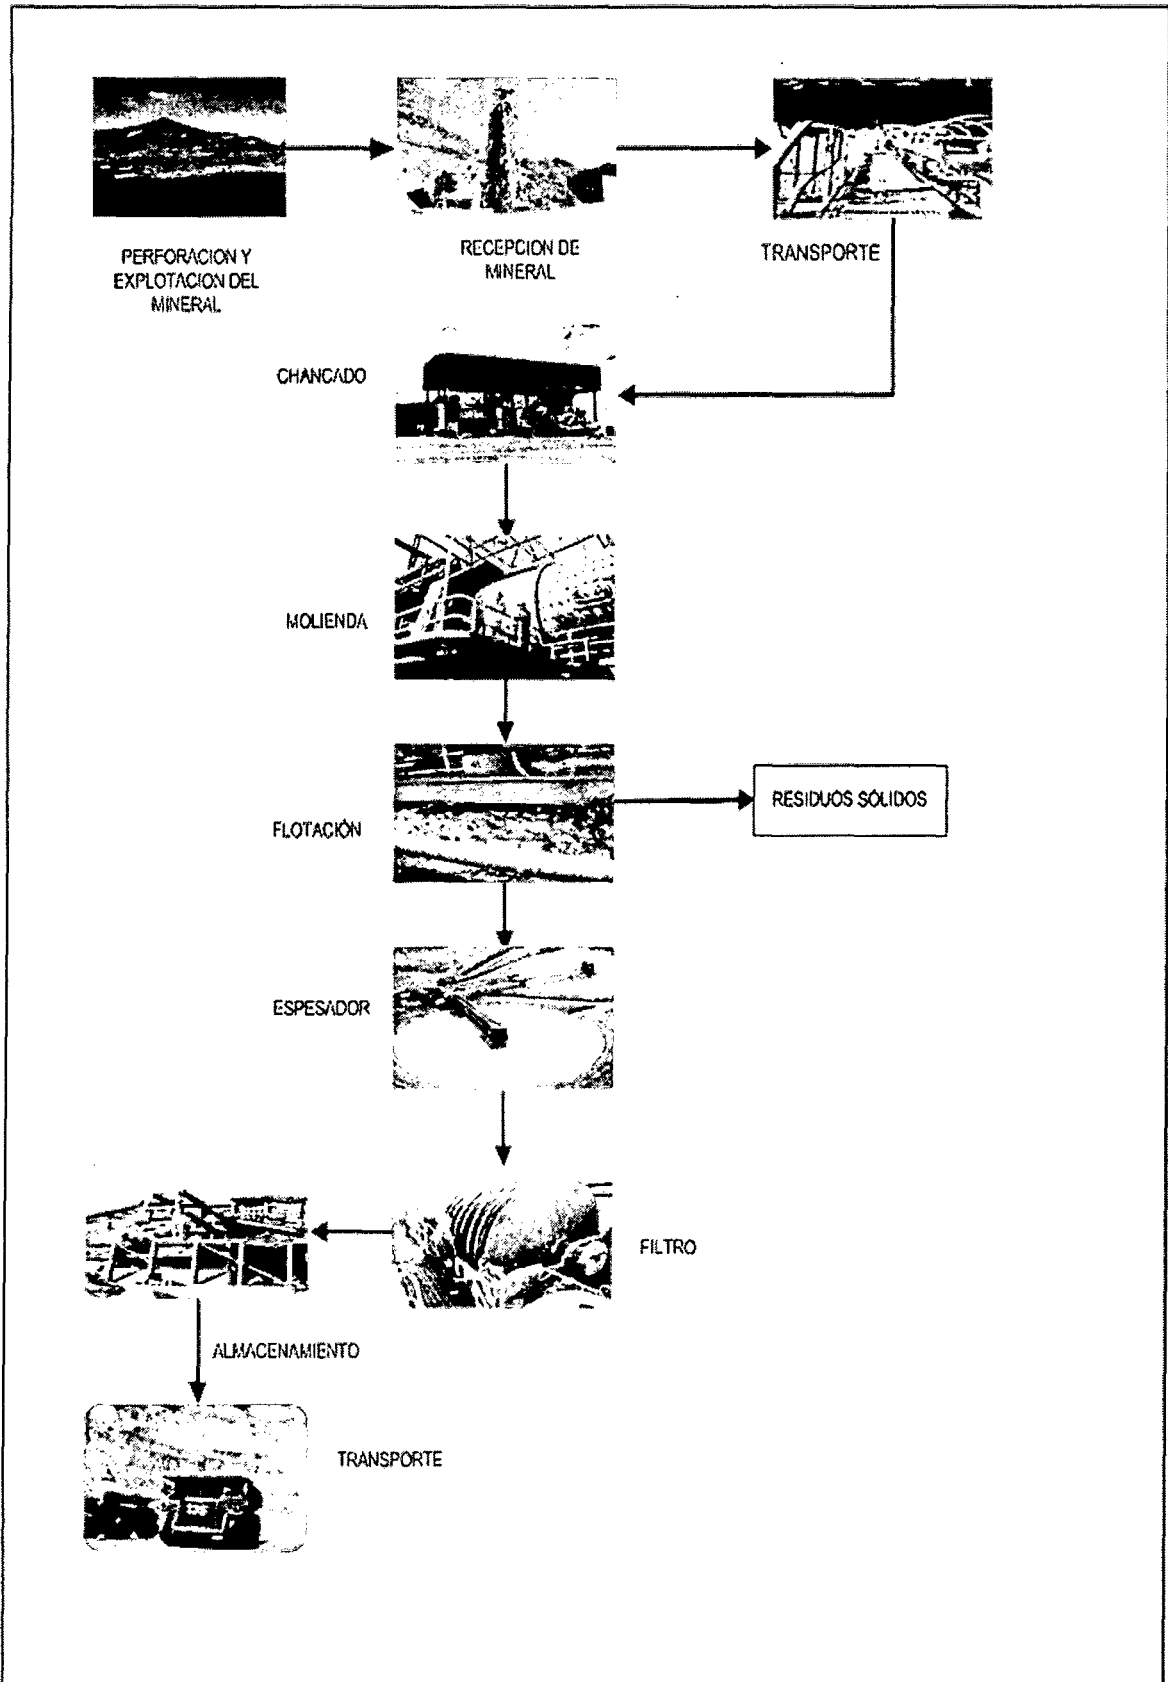 PERFORACION Y
EXPLOTACION DEL
MINERAL
RECEPCION DE
MINERAL
TRANSPORTE
CHANCADO
MOLIENDA
FLOTACIÓN
RESIDUOS SÓLIDOS
ESPESADOR
FILTRO
ALMACENAMIENTO
TRANSPORTE